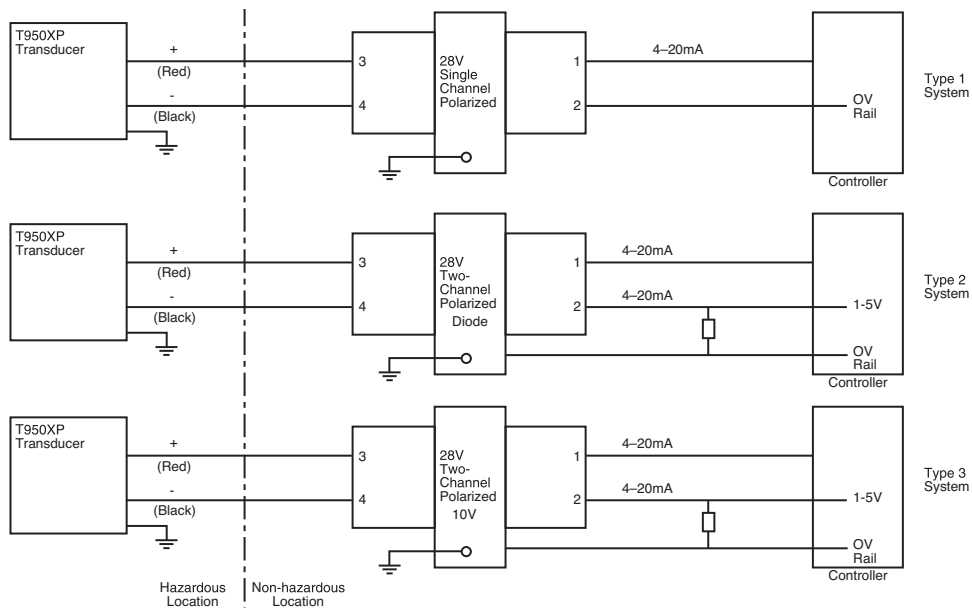 T950XP
Transducer
+
(Red)
-
(Black)
3
4
28V
Single
Channel
Polarized
1
2
4–20mA
OV
Rail
Controller
Type 1
System
T950XP
Transducer
+
(Red)
-
(Black)
3
4
28V
Two-
Channel
Polarized
Diode
1
2
4–20mA
4–20mA
1-5V
OV
Rail
Controller
Type 2
System
T950XP
Transducer
+
(Red)
-
(Black)
3
4
28V
Two-
Channel
Polarized
10V
1
2
4–20mA
4–20mA
1-5V
OV
Rail
Controller
Type 3
System
Hazardous
Location
Non-hazardous
Location